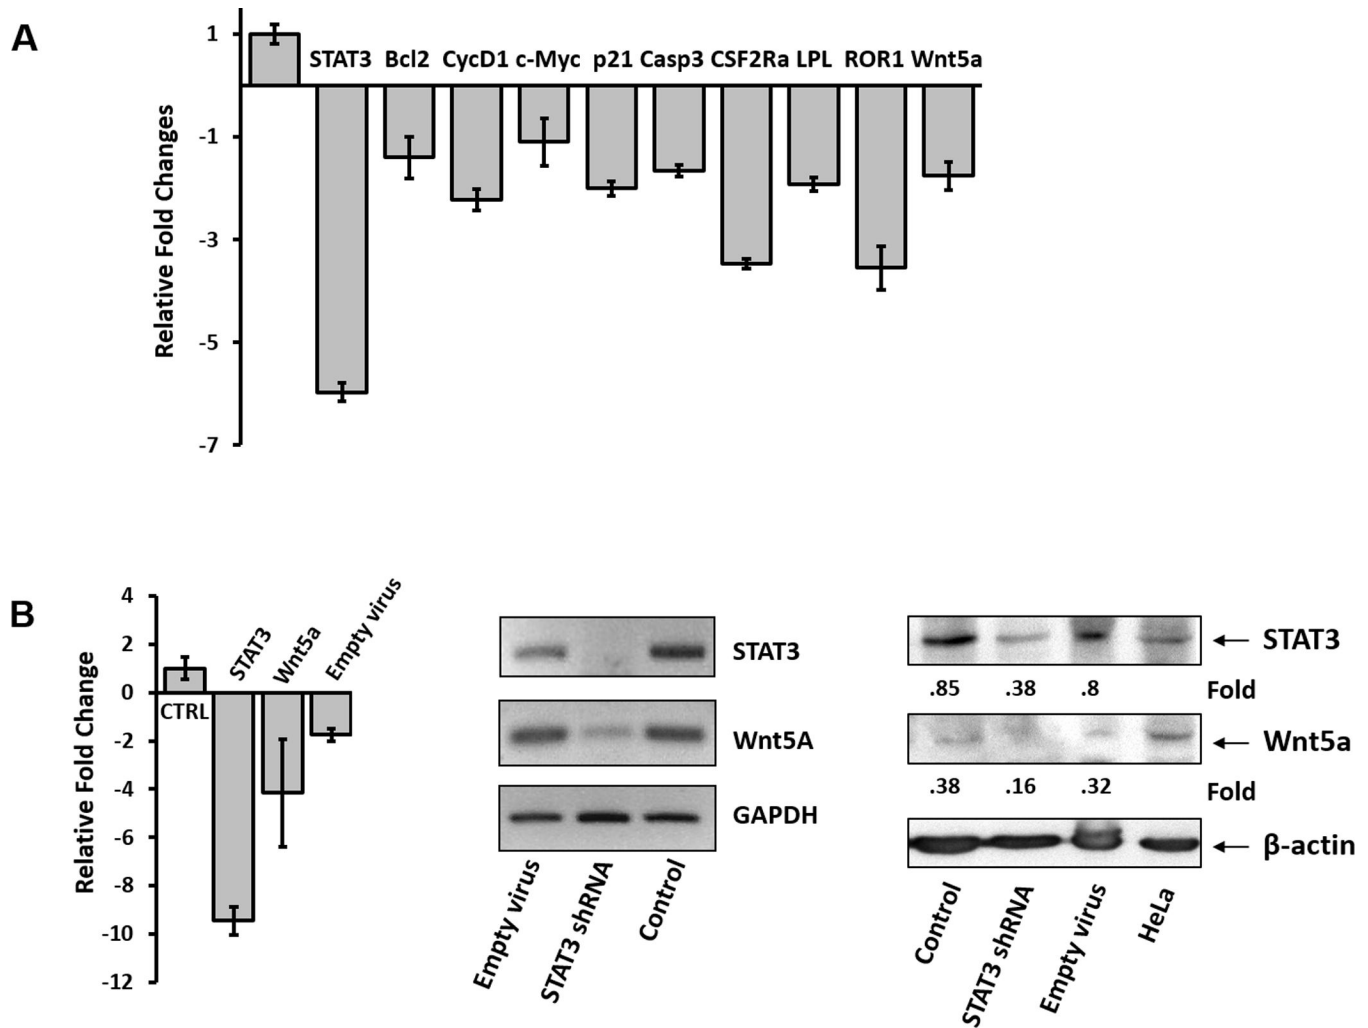 A
Relative Fold Changes
1
-1
-3
-5
-7
STAT3 Bcl2 CycD1 c-Myc p21 Casp3 CSF2Ra LPL ROR1 Wnt5a
B
Relative Fold Change
4
2
0
-2
-4
-6
-8
-10
-12
CTRL
STAT3
Wnt5a
Empty virus
STAT3
Wnt5A
GAPDH
Empty virus
STAT3 shRNA
Control
STAT3
.85 .38 .8 Fold
Wnt5a
.38 .16 .32 Fold
β-actin
Control
STAT3 shRNA
Empty virus
HeLa